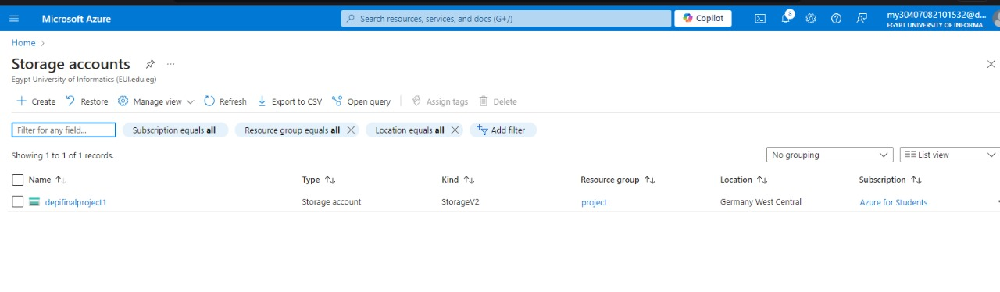 Microsoft Azure
Search resources, services, and docs (G+/)
Copilot
8
my30407082101532@d...
EGYPT UNIVERSITY OF INFORMA...
Home
Storage accounts
...
Egypt University of Informatics (EUI.edu.eg)
Create Restore Manage view Refresh Export to CSV Open query Assign tags Delete
Filter for any field... Subscription equals all Resource group equals all Location equals all Add filter
Showing 1 to 1 of 1 records.
No grouping List view
Name Type Kind Resource group Location Subscription
depifinalproject1 Storage account StorageV2 project Germany West Central Azure for Students